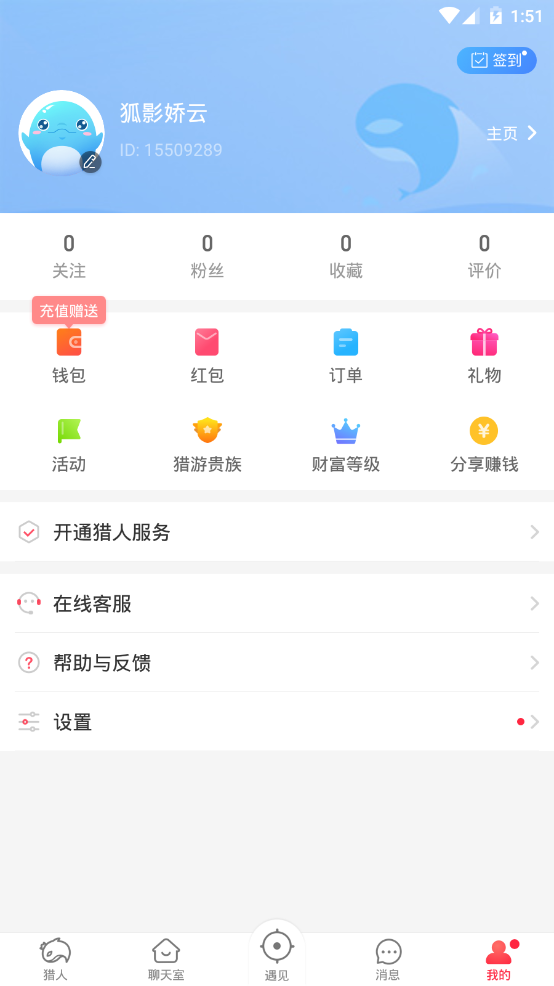 1:51
签到
狐影娇云
ID: 15509289
主页
0 0 0 0
关注 粉丝 收藏 评价
充值赠送
钱包 红包 订单 礼物
活动 猎游贵族 财富等级 分享赚钱
开通猎人服务
在线客服
帮助与反馈
设置
猎人 聊天室 遇见 消息 我的